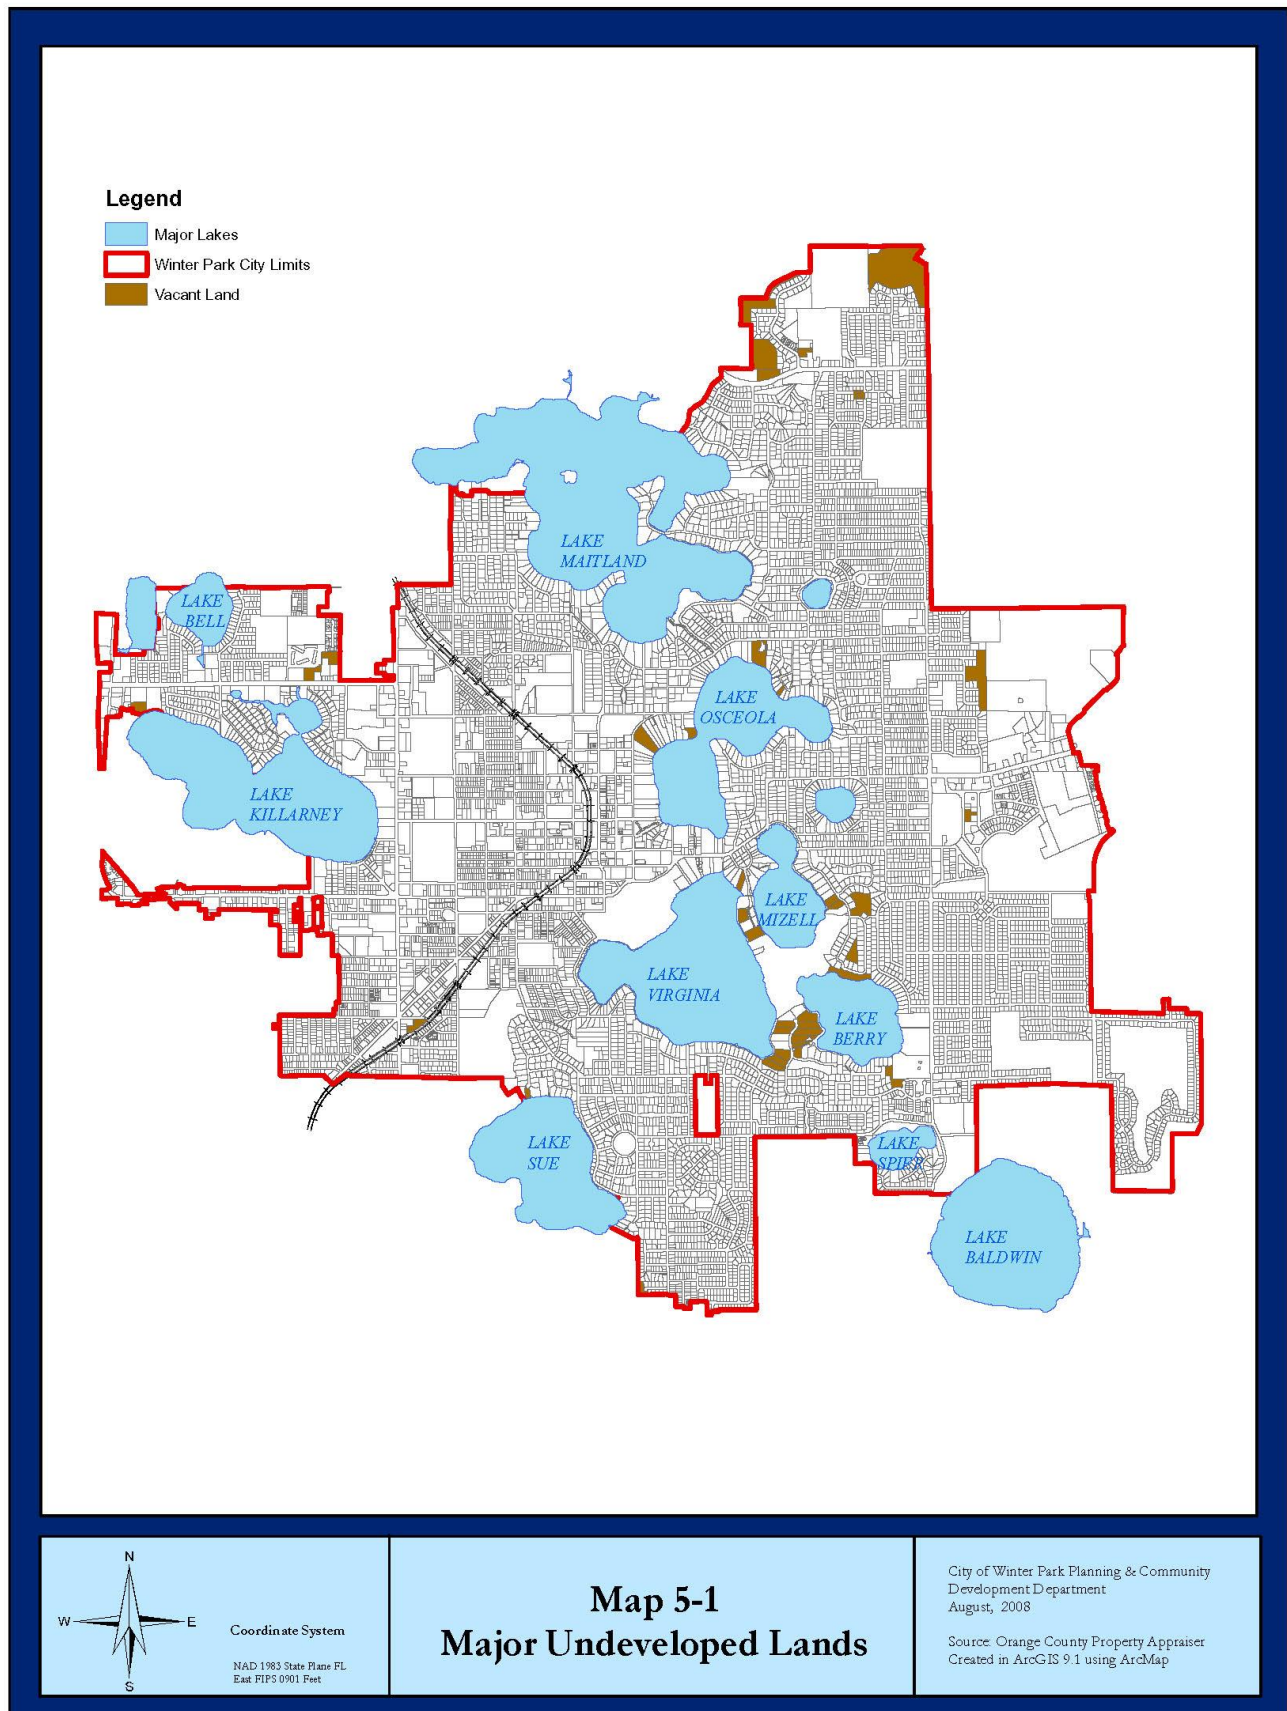 Legend
Major Lakes
Winter Park City Limits
Vacant Land
LAKE
MAITLAND
LAKE
BELL
LAKE
OSCEOLA
LAKE
KILLARNEY
LAKE
MIZELL
LAKE
VIRGINIA
LAKE
BERRY
LAKE
SUE
LAKE
SPIER
LAKE
BALDWIN
N
W
E
S
Coordinate System
NAD 1983 State Plane FL
East FIPS 0901 Feet
Map 5-1
Major Undeveloped Lands
City of Winter Park Planning & Community
Development Department
August, 2008
Source: Orange County Property Appraiser
Created in ArcGIS 9.1 using ArcMap